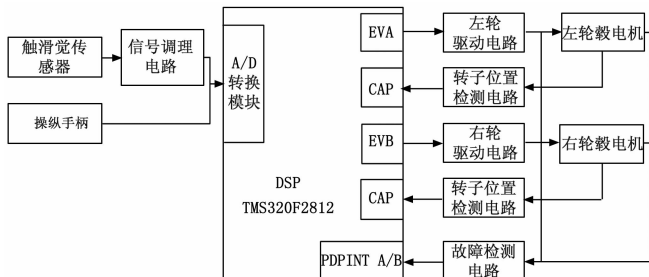 触滑觉传
感器
信号调理
电路
操纵手柄
A/D
转换
模块
DSP
TMS320F2812
EVA
CAP
EVB
CAP
PDPINT A/B
左轮
驱动电路
转子位置
检测电路
右轮
驱动电路
转子位置
检测电路
故障检测
电路
左轮毂电机
右轮毂电机